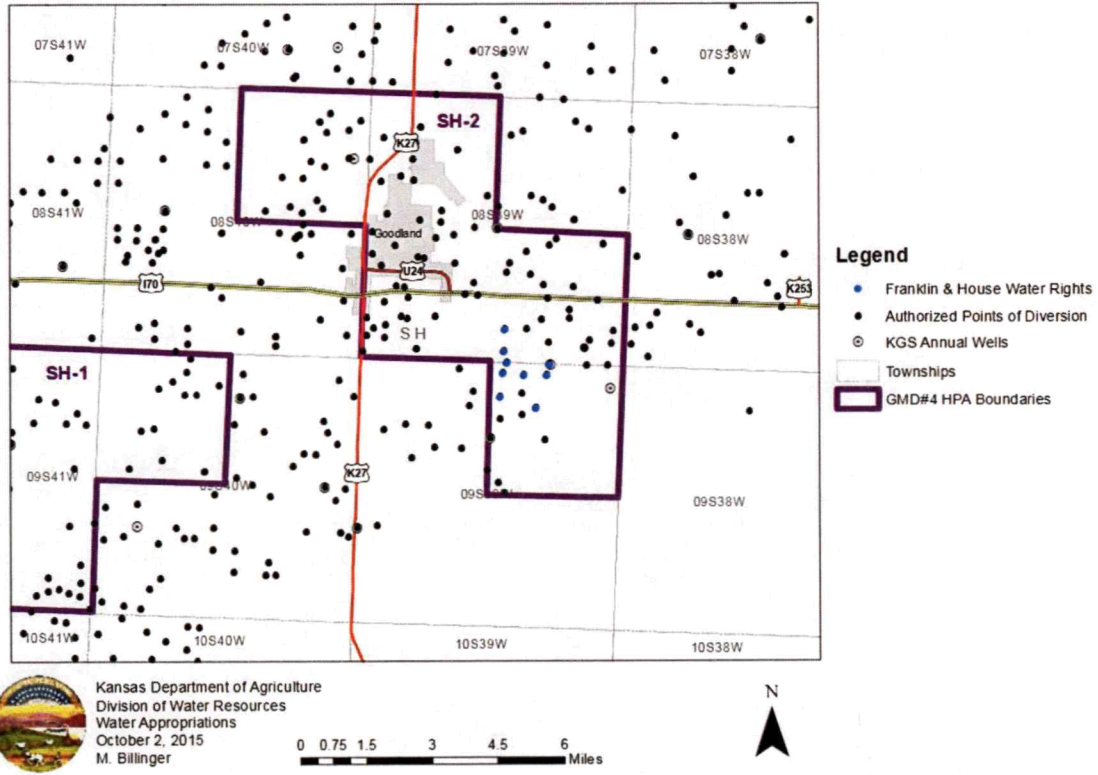 07S41W
07S40W
07S39W
07S38W
SH-2
K27
08S41W
08S40W
08S39W
08S38W
Goodland
U24
I70
K253
SH
SH-1
K27
09S41W
09S40W
09S38W
10S41W
10S40W
10S39W
10S38W
Legend
Franklin & House Water Rights
Authorized Points of Diversion
KGS Annual Wells
Townships
GMD#4 HPA Boundaries
Kansas Department of Agriculture
Division of Water Resources
Water Appropriations
October 2, 2015
M. Billinger
0 0.75 1.5 3 4.5 6
Miles
N